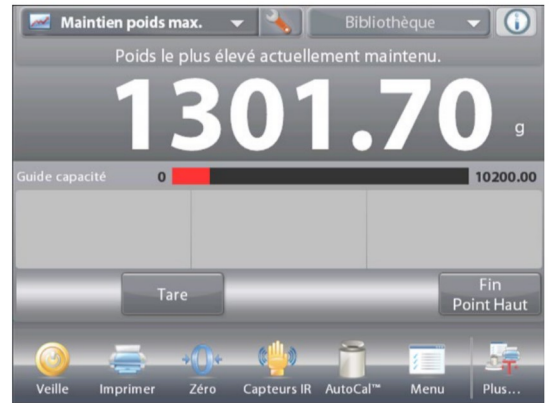 Maintien poids max. Bibliothèque
Poids le plus élevé actuellement maintenu.
1301.70 g
Guide capacité 0 10200.00
Tare
Fin
Point Haut
Veille Imprimer Zéro Capteurs IR AutoCal™ Menu Plus...